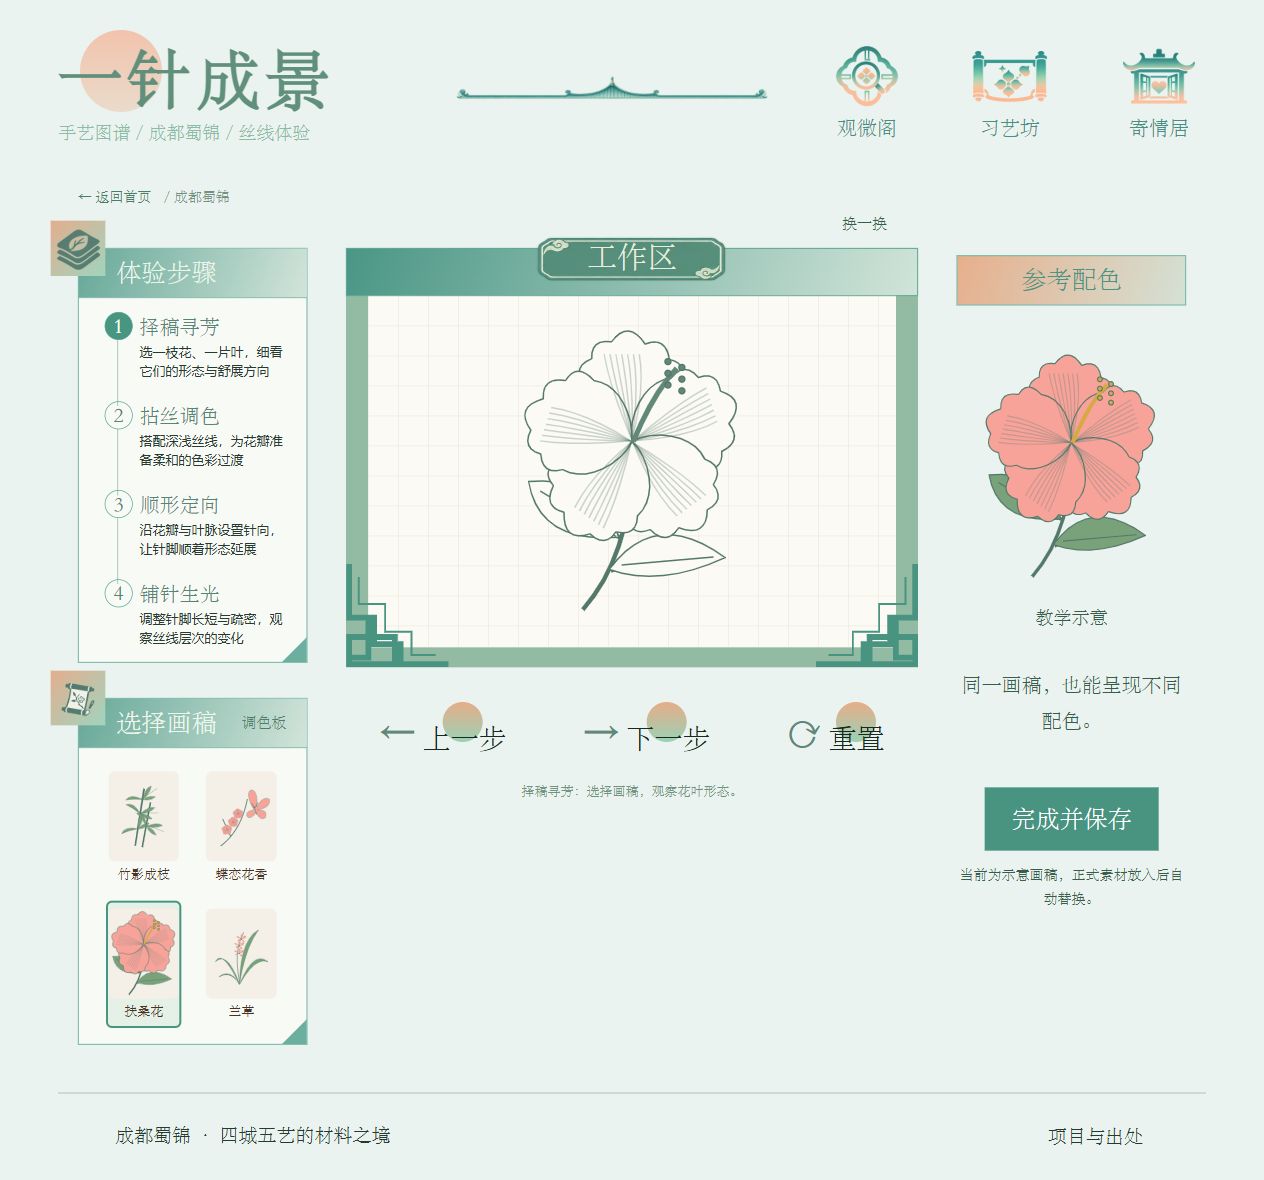 一针成景
手艺图谱 / 成都蜀锦 / 丝线体验
观微阁
习艺坊
寄情居
← 返回首页 / 成都蜀锦
换一换
体验步骤
1 择稿寻芳
选一枝花、一片叶，细看
它们的形态与舒展方向
2 拈丝调色
搭配深浅丝线，为花瓣准
备柔和的色彩过渡
3 顺形定向
沿花瓣与叶脉设置针向，
让针脚顺着形态延展
4 铺针生光
调整针脚长短与疏密，观
察丝线层次的变化
选择画稿 调色板
竹影成枝
蝶恋花香
扶桑花
兰草
工作区
← 上一步
→ 下一步
重置
择稿寻芳：选择画稿，观察花叶形态。
参考配色
教学示意
同一画稿，也能呈现不同
配色。
完成并保存
当前为示意画稿，正式素材放入后自
动替换。
成都蜀锦 · 四城五艺的材料之境
项目与出处